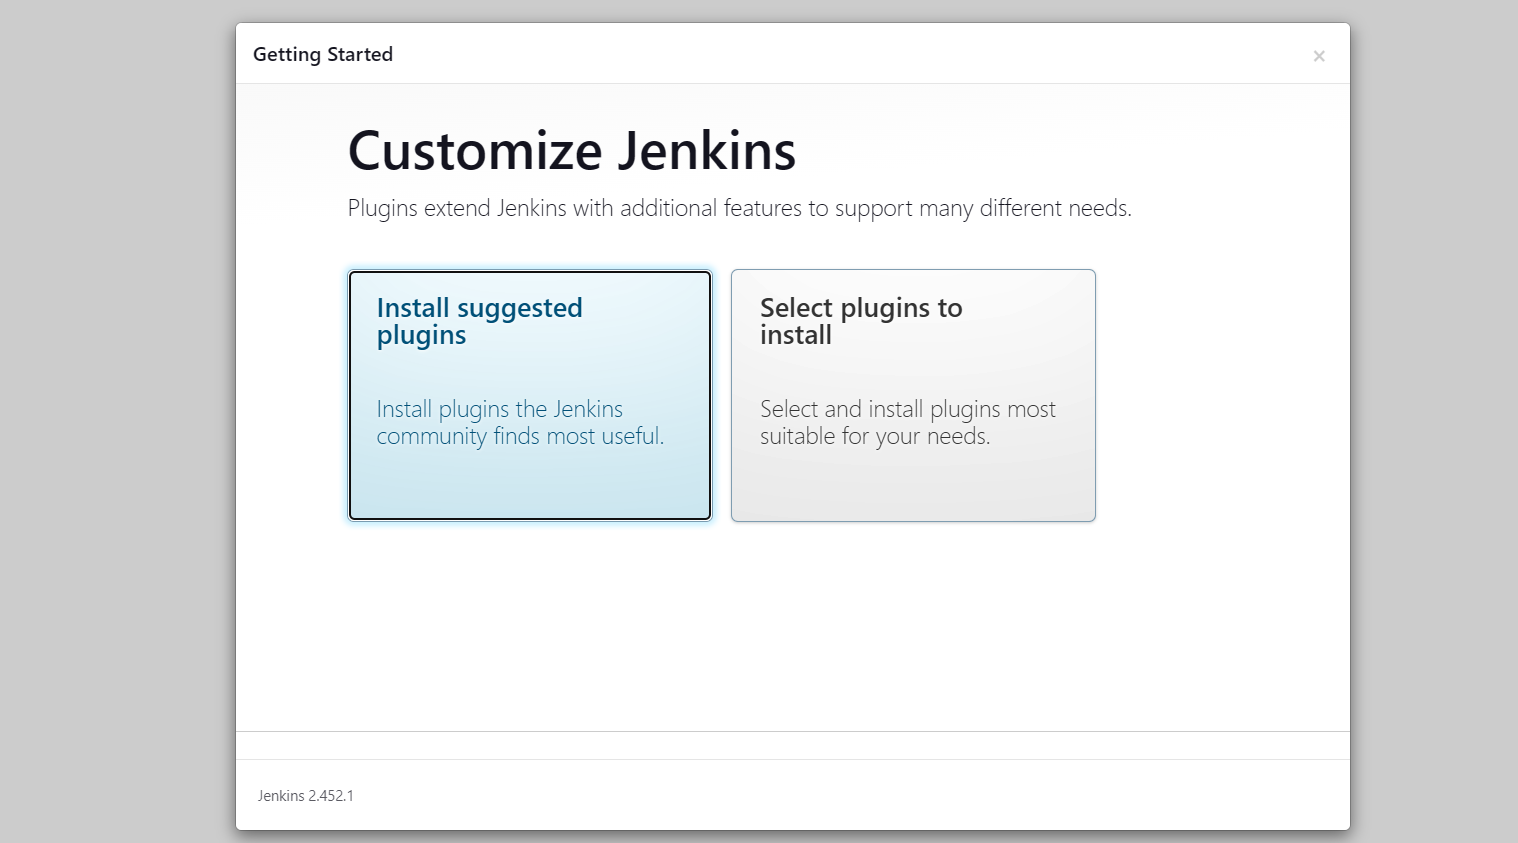 Getting Started
×
Customize Jenkins
Plugins extend Jenkins with additional features to support many different needs.
Install suggested
plugins
Install plugins the Jenkins
community finds most useful.
Select plugins to
install
Select and install plugins most
suitable for your needs.
Jenkins 2.452.1